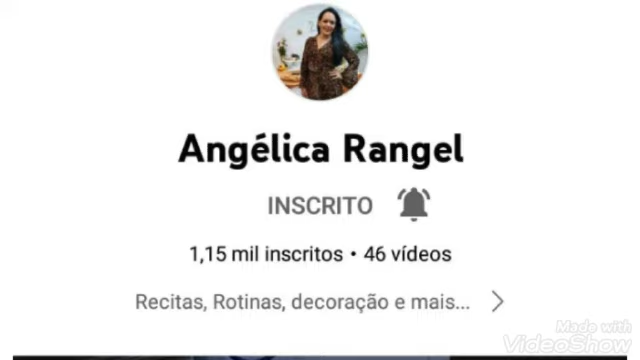 Angélica Rangel
INSCRITO
1,15 mil inscritos • 46 vídeos
Recitas, Rotinas, decoração e mais...
Made with
VideoShow